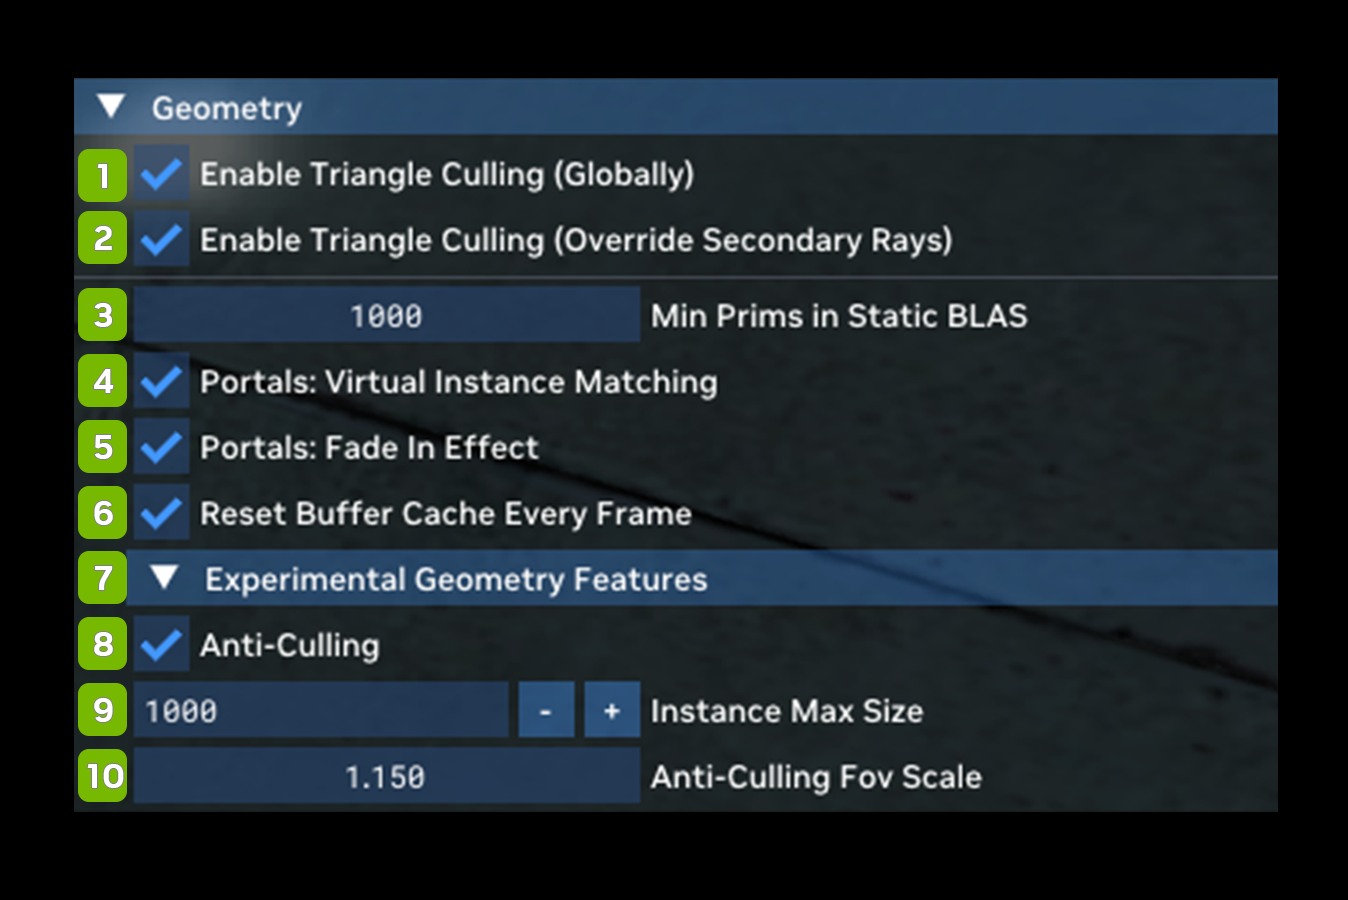 Geometry
1 Enable Triangle Culling (Globally)
2 Enable Triangle Culling (Override Secondary Rays)
3 1000 Min Prims in Static BLAS
4 Portals: Virtual Instance Matching
5 Portals: Fade In Effect
6 Reset Buffer Cache Every Frame
7 Experimental Geometry Features
8 Anti-Culling
9 1000 - + Instance Max Size
10 1.150 Anti-Culling Fov Scale